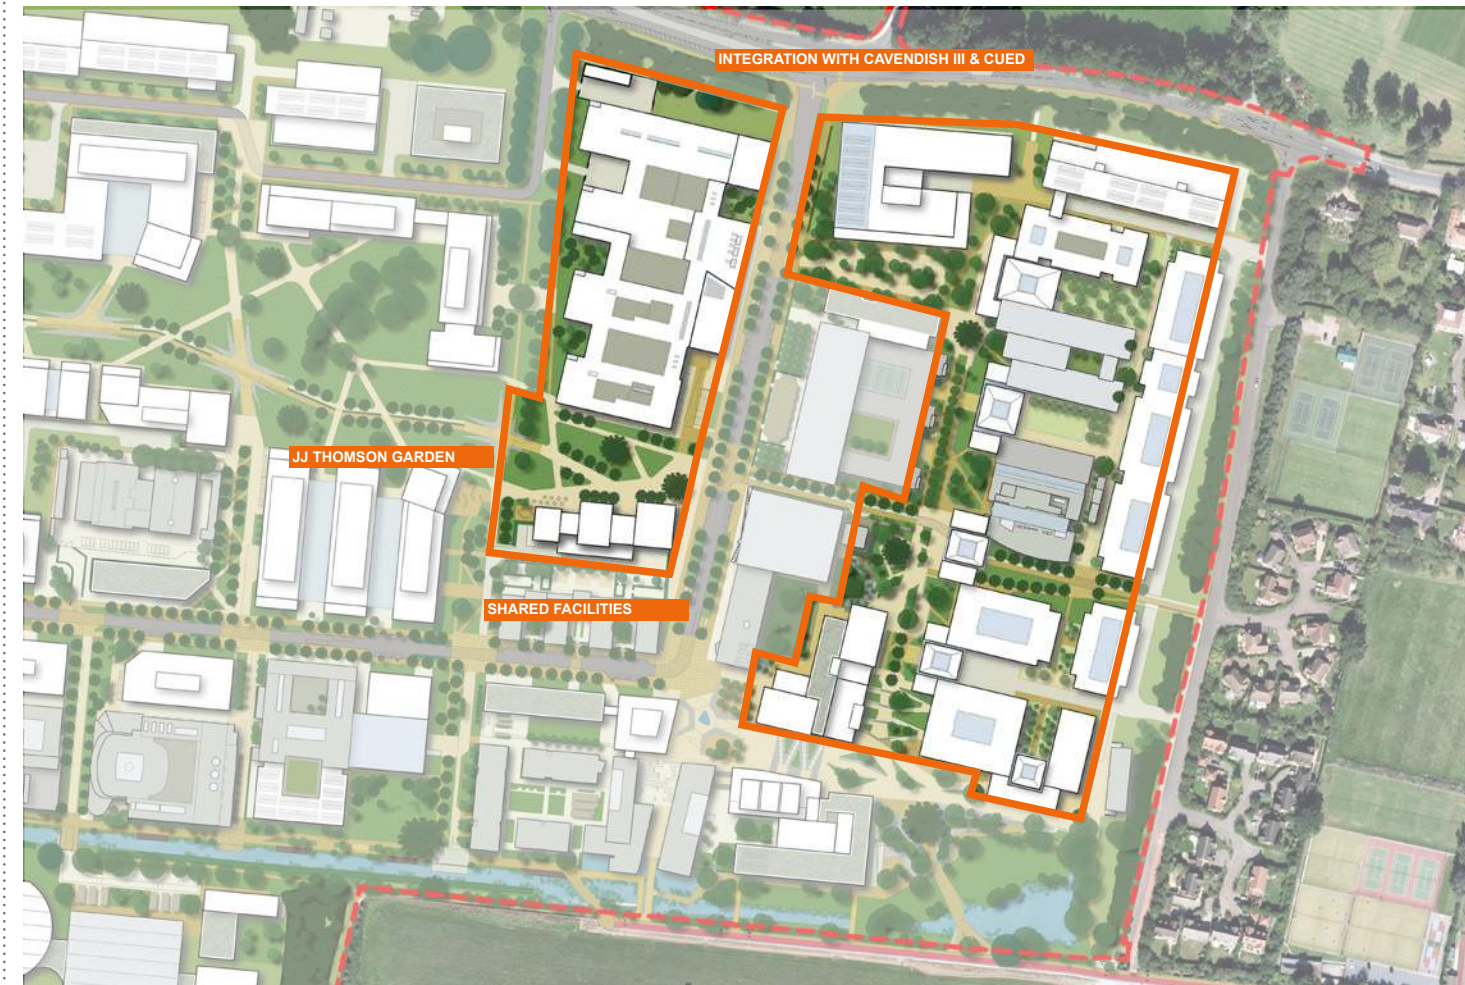 INTEGRATION WITH CAVENDISH III & CUED
JJ THOMSON GARDEN
SHARED FACILITIES